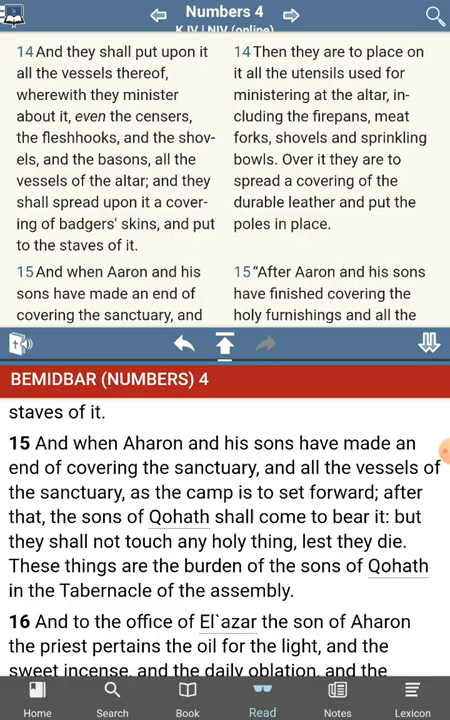 Numbers 4
KJV | NIV (online)
14 And they shall put upon it
all the vessels thereof,
wherewith they minister
about it, even the censers,
the fleshhooks, and the shov-
els, and the basons, all the
vessels of the altar; and they
shall spread upon it a cover-
ing of badgers' skins, and put
to the staves of it.
15 And when Aaron and his
sons have made an end of
covering the sanctuary, and
14 Then they are to place on
it all the utensils used for
ministering at the altar, in-
cluding the firepans, meat
forks, shovels and sprinkling
bowls. Over it they are to
spread a covering of the
durable leather and put the
poles in place.
15 “After Aaron and his sons
have finished covering the
holy furnishings and all the
BEMIDBAR (NUMBERS) 4
staves of it.
15 And when Aharon and his sons have made an
end of covering the sanctuary, and all the vessels of
the sanctuary, as the camp is to set forward; after
that, the sons of Qohath shall come to bear it: but
they shall not touch any holy thing, lest they die.
These things are the burden of the sons of Qohath
in the Tabernacle of the assembly.
16 And to the office of El`azar the son of Aharon
the priest pertains the oil for the light, and the
sweet incense, and the daily oblation, and the
Home
Search
Book
Read
Notes
Lexicon